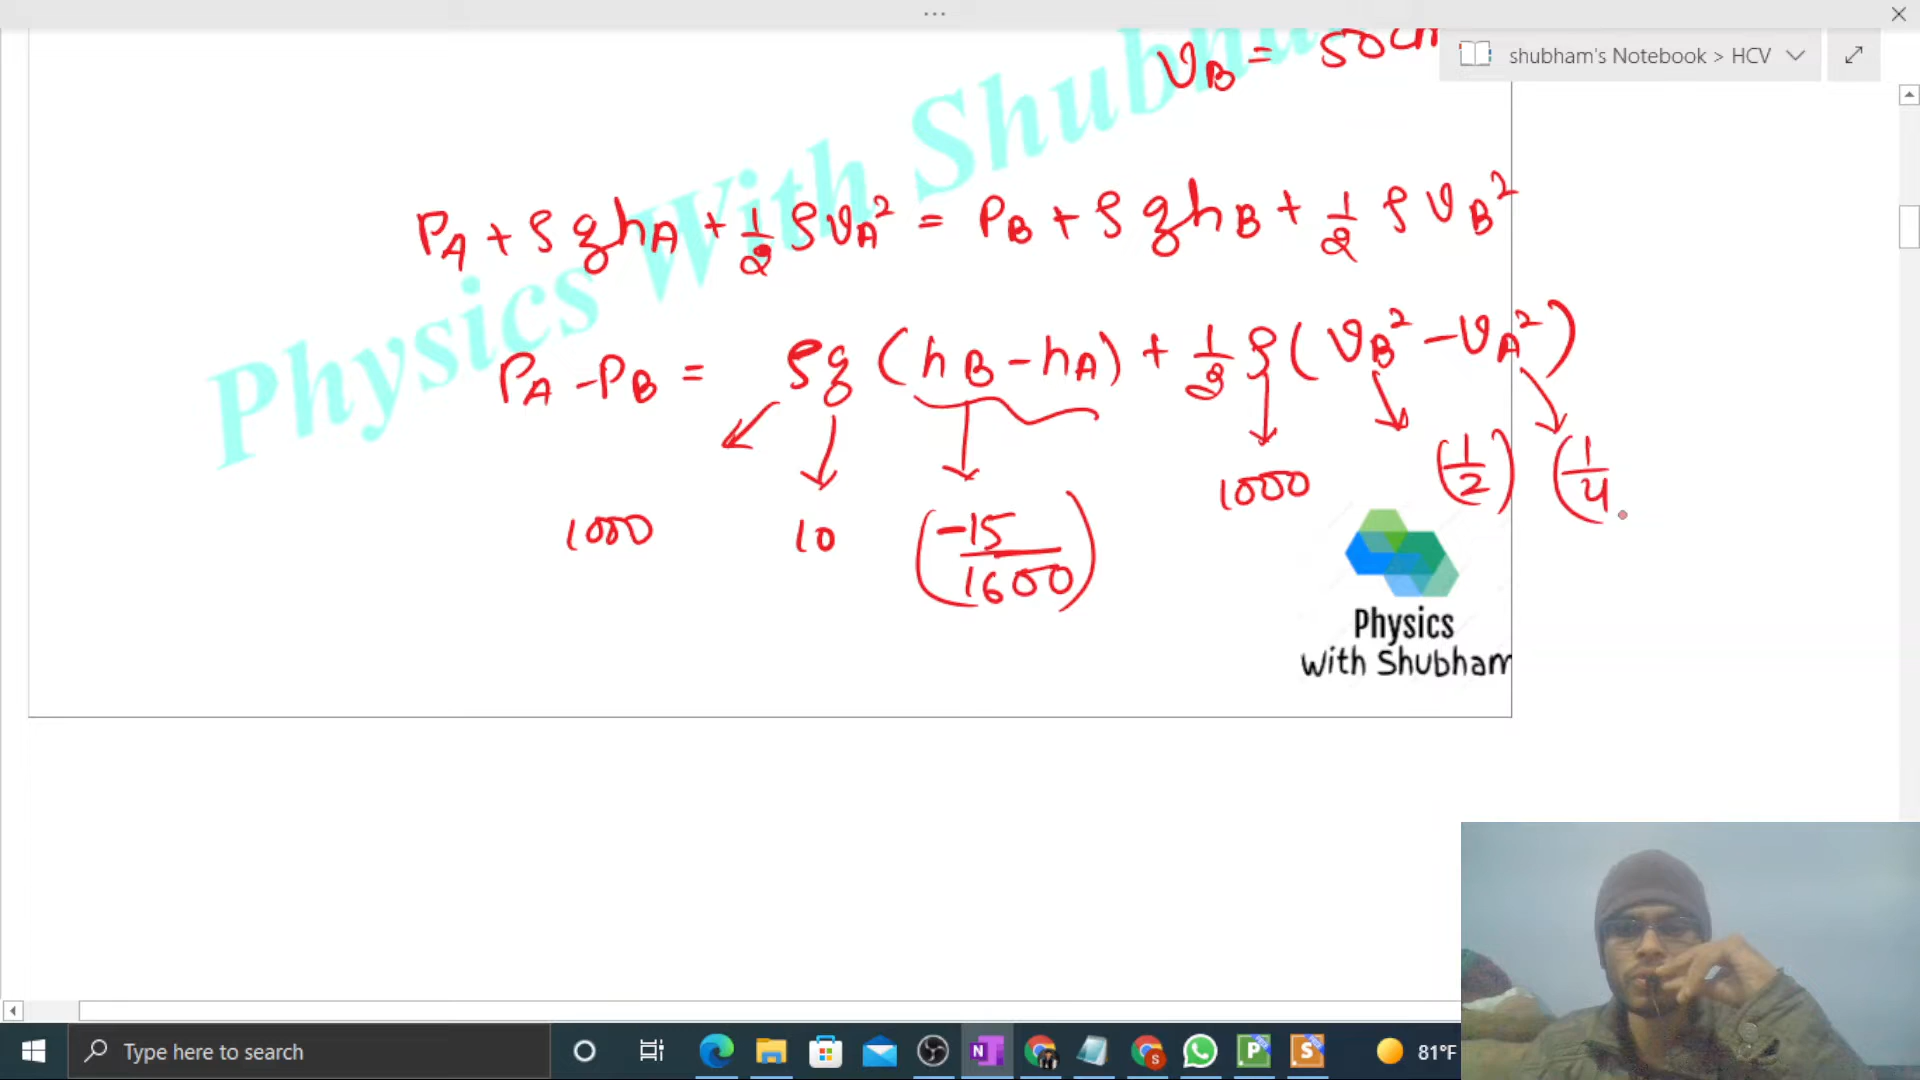 ...
v_B = 50 cm
shubham's Notebook > HCV
P_A + ρgh_A + 1/2 ρv_A² = P_B + ρgh_B + 1/2 ρv_B²
P_A - P_B = ρg (h_B - h_A) + 1/2 ρ (v_B² - v_A²)
1000 10 (-15/1600) 1000 (1/2) (1/4
Physics With Shubham
Physics
With Shubham
Type here to search
81°F